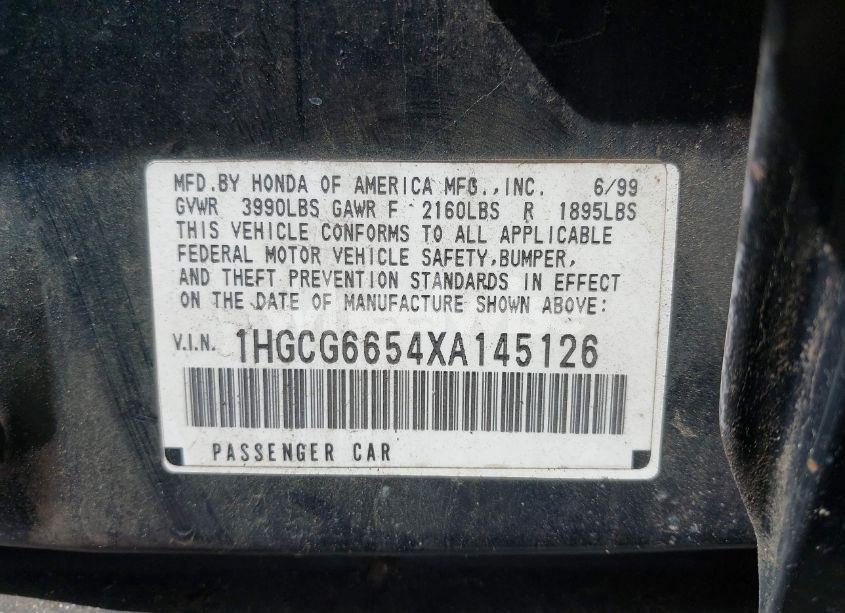 MFD.BY HONDA OF AMERICA MFG.,INC. 6/99
GVWR 3990LBS GAWR F 2160LBS R 1895LBS
THIS VEHICLE CONFORMS TO ALL APPLICABLE
FEDERAL MOTOR VEHICLE SAFETY,BUMPER,
AND THEFT PREVENTION STANDARDS IN EFFECT
ON THE DATE OF MANUFACTURE SHOWN ABOVE:
V.I.N. 1HGCG6654XA145126
PASSENGER CAR